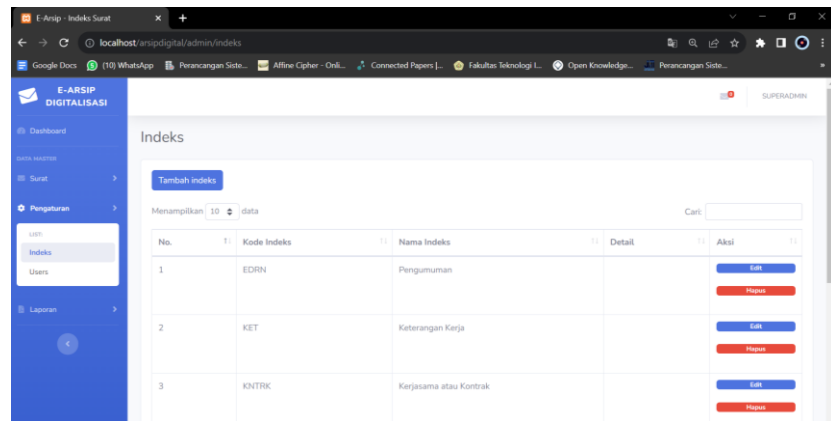 E-Arsip - Indeks Surat
localhost/arsipdigital/admin/indeks
Google Docs (10) WhatsApp Perancangan Siste... Affine Cipher - Onli... Connected Papers |... Fakultas Teknologi I... Open Knowledge... Perancangan Siste...
E-ARSIP
DIGITALISASI
SUPERADMIN
Dashboard
DATA MASTER
Surat
Pengaturan
LIST:
Indeks
Users
Laporan
Indeks
Tambah indeks
Menampilkan 10 data
Cari:
No. Kode Indeks Nama Indeks Detail Aksi
1 EDRN Pengumuman Edit
Hapus
2 KET Keterangan Kerja Edit
Hapus
3 KNTRK Kerjasama atau Kontrak Edit
Hapus